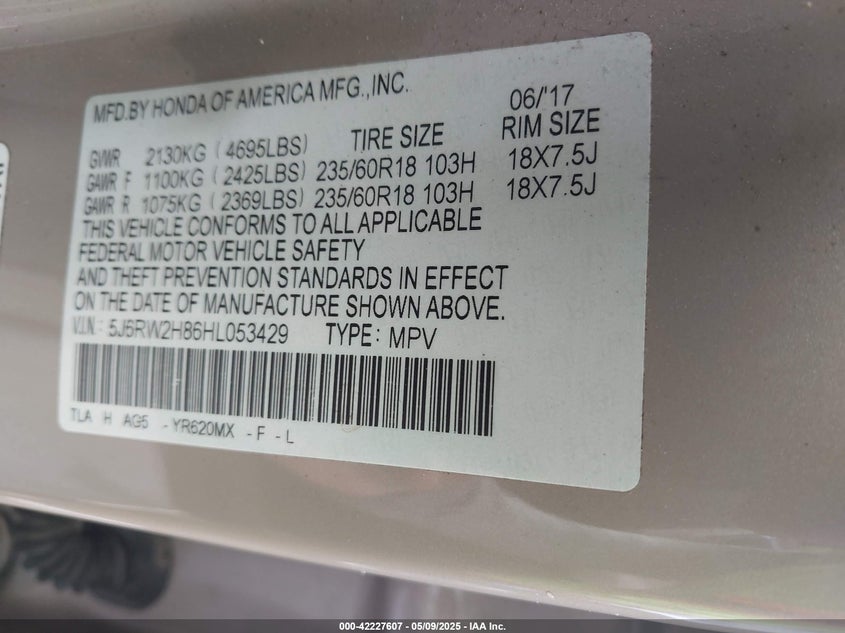 MFD.BY HONDA OF AMERICA MFG.,INC. 06/'17
TIRE SIZE RIM SIZE
GVWR 2130KG (4695LBS)
GAWR F 1100KG (2425LBS) 235/60R18 103H 18X7.5J
GAWR R 1075KG (2369LBS) 235/60R18 103H 18X7.5J
THIS VEHICLE CONFORMS TO ALL APPLICABLE
FEDERAL MOTOR VEHICLE SAFETY
AND THEFT PREVENTION STANDARDS IN EFFECT
ON THE DATE OF MANUFACTURE SHOWN ABOVE.
V.I.N.: 5J6RW2H86HL053429 TYPE: MPV
TLA H AG5 -YR620MX -F -L
000-42227607 / 05/09/2025 - IAA Inc.